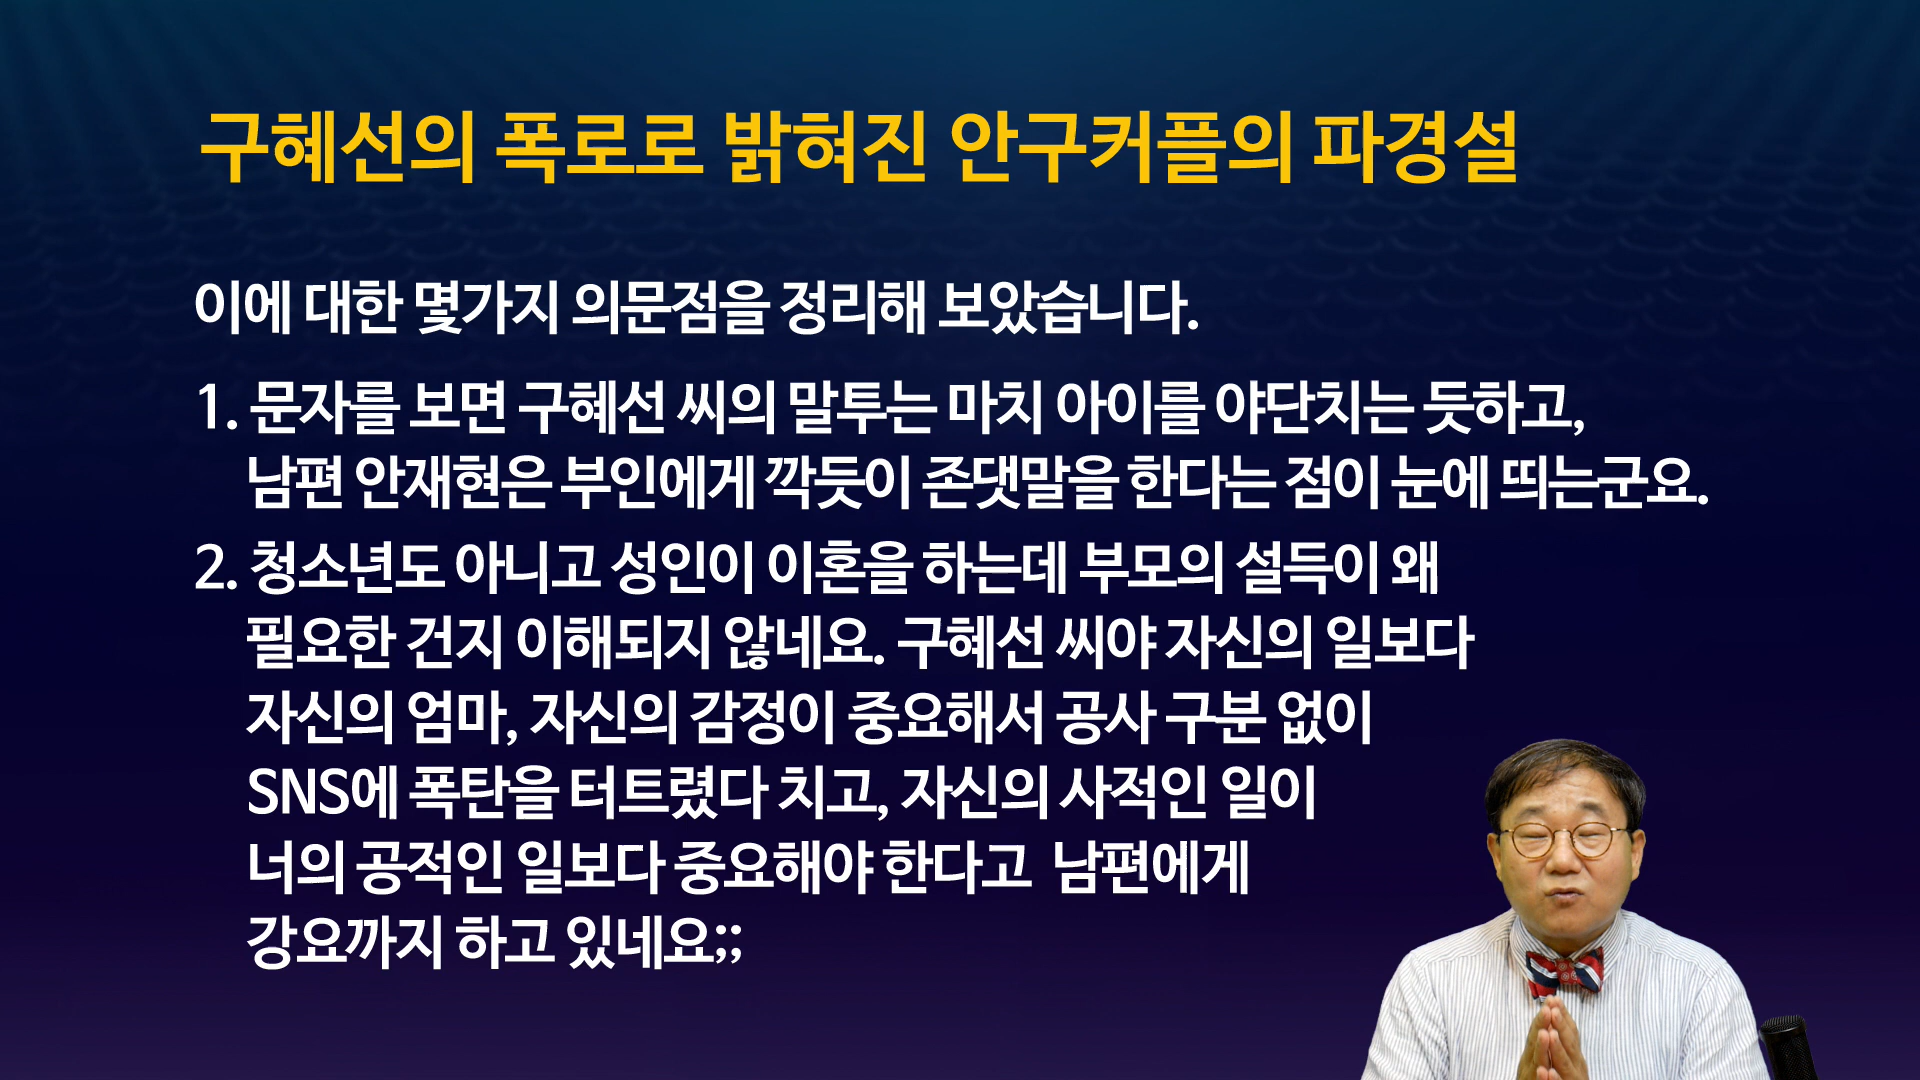 구혜선의 폭로로 밝혀진 안구커플의 파경설
이에 대한 몇가지 의문점을 정리해 보았습니다.
1. 문자를 보면 구혜선 씨의 말투는 마치 아이를 야단치는 듯하고,
남편 안재현은 부인에게 깍듯이 존댓말을 한다는 점이 눈에 띄는군요.
2. 청소년도 아니고 성인이 이혼을 하는데 부모의 설득이 왜
필요한 건지 이해되지 않네요. 구혜선 씨야 자신의 일보다
자신의 엄마, 자신의 감정이 중요해서 공사 구분 없이
SNS에 폭탄을 터트렸다 치고, 자신의 사적인 일이
너의 공적인 일보다 중요해야 한다고 남편에게
강요까지 하고 있네요;;